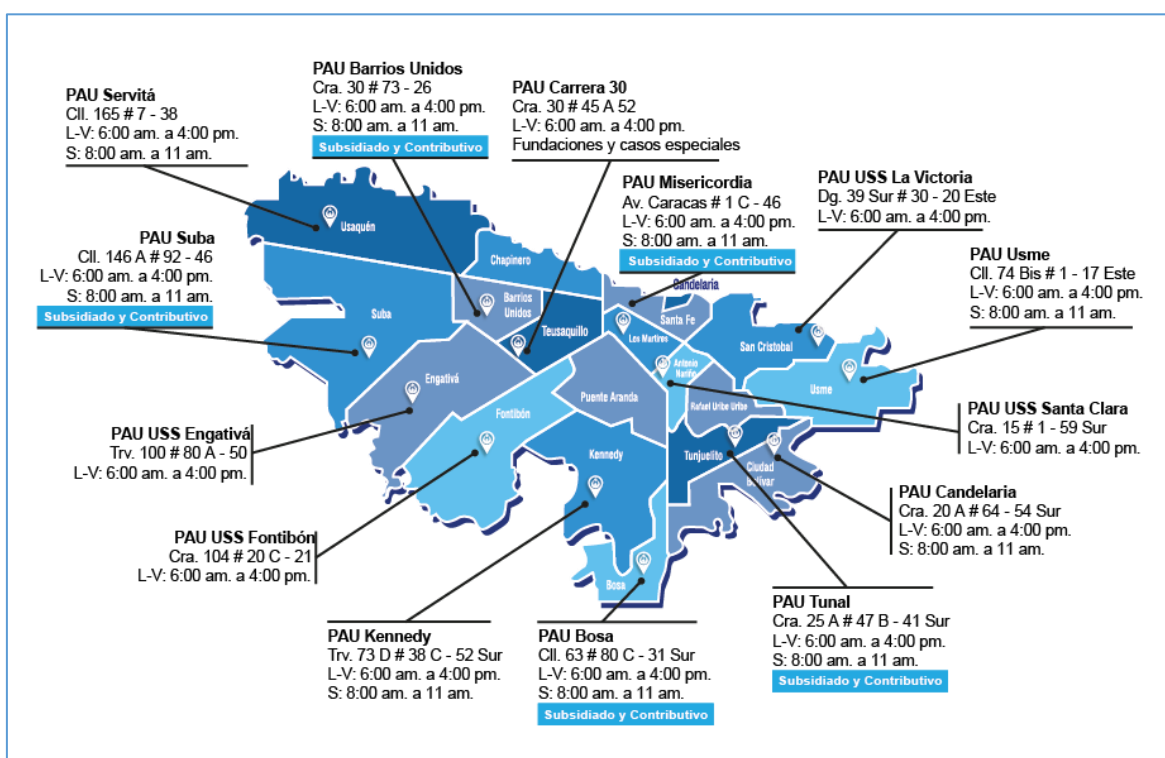 PAU Servitá
Cll. 165 # 7 - 38
L-V: 6:00 am. a 4:00 pm.
S: 8:00 am. a 11 am.
PAU Barrios Unidos
Cra. 30 # 73 - 26
L-V: 6:00 am. a 4:00 pm.
S: 8:00 am. a 11 am.
Subsidiado y Contributivo
PAU Carrera 30
Cra. 30 # 45 A 52
L-V: 6:00 am. a 4:00 pm.
Fundaciones y casos especiales
PAU Misericordia
Av. Caracas # 1 C - 46
L-V: 6:00 am. a 4:00 pm.
S: 8:00 am. a 11 am.
Subsidiado y Contributivo
PAU USS La Victoria
Dg. 39 Sur # 30 - 20 Este
L-V: 6:00 am. a 4:00 pm.
PAU Suba
Cll. 146 A # 92 - 46
L-V: 6:00 am. a 4:00 pm.
S: 8:00 am. a 11 am.
Subsidiado y Contributivo
PAU Usme
Cll. 74 Bis # 1 - 17 Este
L-V: 6:00 am. a 4:00 pm.
S: 8:00 am. a 11 am.
Usaquén
Chapinero
Suba
Barrios
Unidos
Teusaquillo
Candelaria
Santa Fe
Los Martires
Antonio
Nariño
San Cristobal
Usme
Engativá
Fontibón
Puente Aranda
Rafael Uribe Uribe
Kennedy
Tunjuelito
Ciudad
Bolívar
Bosa
PAU USS Engativá
Trv. 100 # 80 A - 50
L-V: 6:00 am. a 4:00 pm.
PAU USS Santa Clara
Cra. 15 # 1 - 59 Sur
L-V: 6:00 am. a 4:00 pm.
PAU USS Fontibón
Cra. 104 # 20 C - 21
L-V: 6:00 am. a 4:00 pm.
PAU Candelaria
Cra. 20 A # 64 - 54 Sur
L-V: 6:00 am. a 4:00 pm.
S: 8:00 am. a 11 am.
PAU Kennedy
Trv. 73 D # 38 C - 52 Sur
L-V: 6:00 am. a 4:00 pm.
S: 8:00 am. a 11 am.
PAU Bosa
Cll. 63 # 80 C - 31 Sur
L-V: 6:00 am. a 4:00 pm.
S: 8:00 am. a 11 am.
Subsidiado y Contributivo
PAU Tunal
Cra. 25 A # 47 B - 41 Sur
L-V: 6:00 am. a 4:00 pm.
S: 8:00 am. a 11 am.
Subsidiado y Contributivo